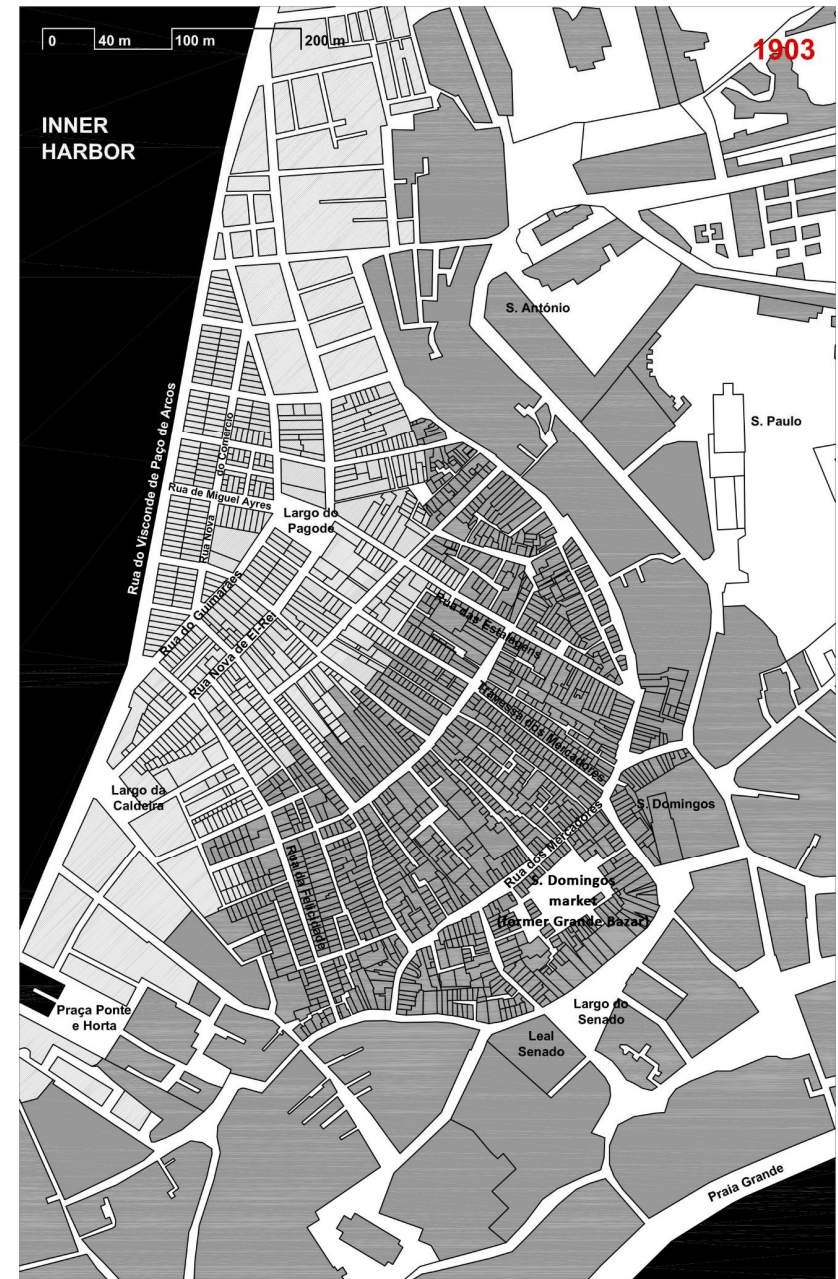 0 40 m 100 m 200 m
1903
INNER
HARBOR
S. António
S. Paulo
Rua do Visconde de Paço de Arcos
Rua Nova do Comércio
Rua de Miguel Ayres
Largo do
Pagode
Rua do Guimarães
Rua Nova de El-Rei
Rua das Estalagens
Travessa dos Mercadores
Largo da
Caldeira
S. Domingos
Rua dos Mercadores
Rua da Felicidade
S. Domingos
market
(former Grande Bazar)
Praça Ponte
e Horta
Largo do
Senado
Leal
Senado
Praia Grande